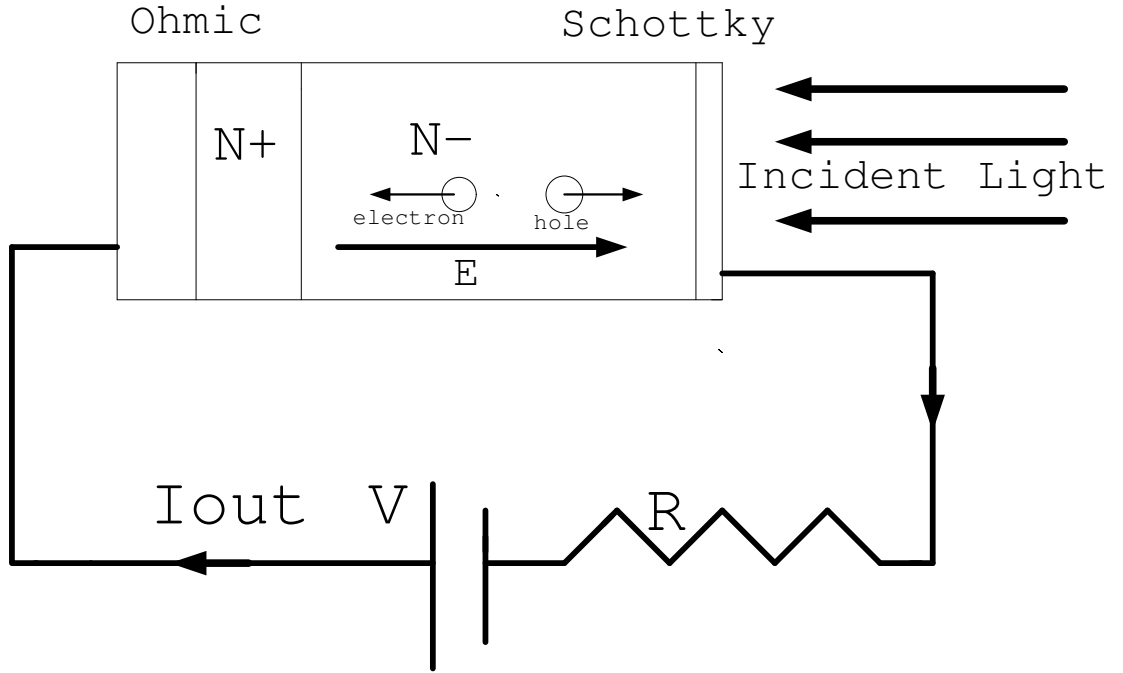 Ohmic
Schottky
N+
N−
Incident Light
electron
hole
E
Iout
V
R